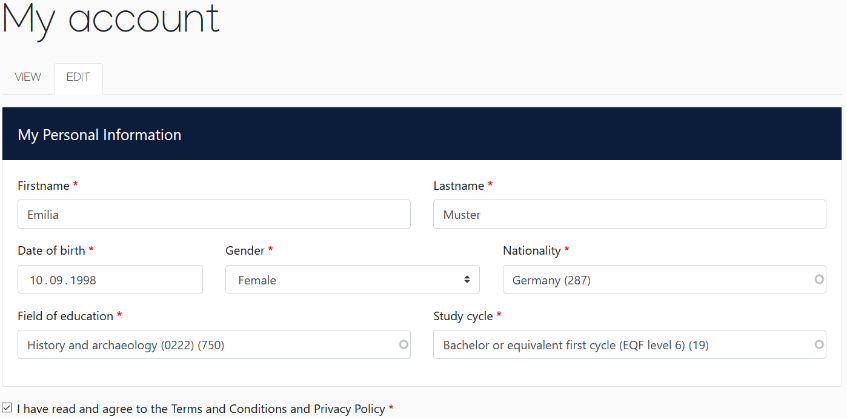 My account
VIEW EDIT
My Personal Information
Firstname * Lastname *
Emilia Muster
Date of birth * Gender * Nationality *
10.09.1998 Female Germany (287)
Field of education * Study cycle *
History and archaeology (0222) (750) Bachelor or equivalent first cycle (EQF level 6) (19)
I have read and agree to the Terms and Conditions and Privacy Policy *